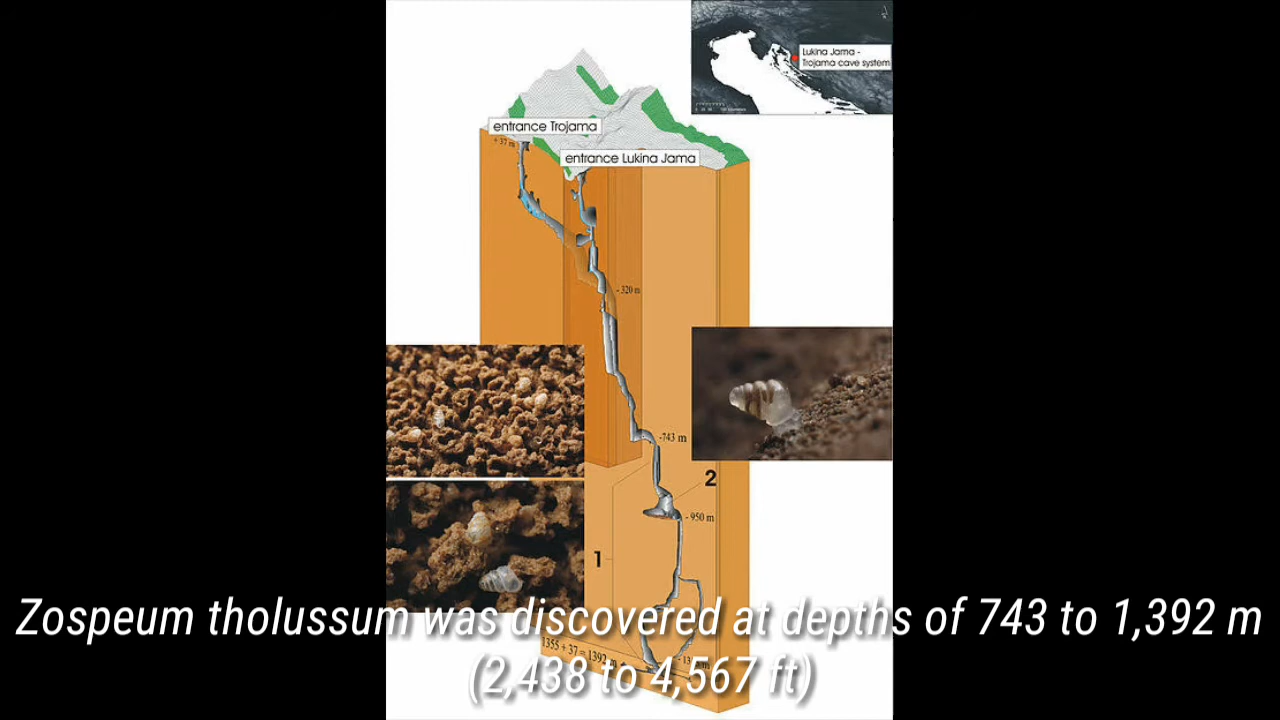 Lukina Jama -
Trojama cave system
entrance Trojama
+ 37 m
entrance Lukina Jama
- 320 m
-743 m
2
- 950 m
1
Zospeum tholussum was discovered at depths of 743 to 1,392 m
(2,438 to 4,567 ft)
1355 + 37 = 1392